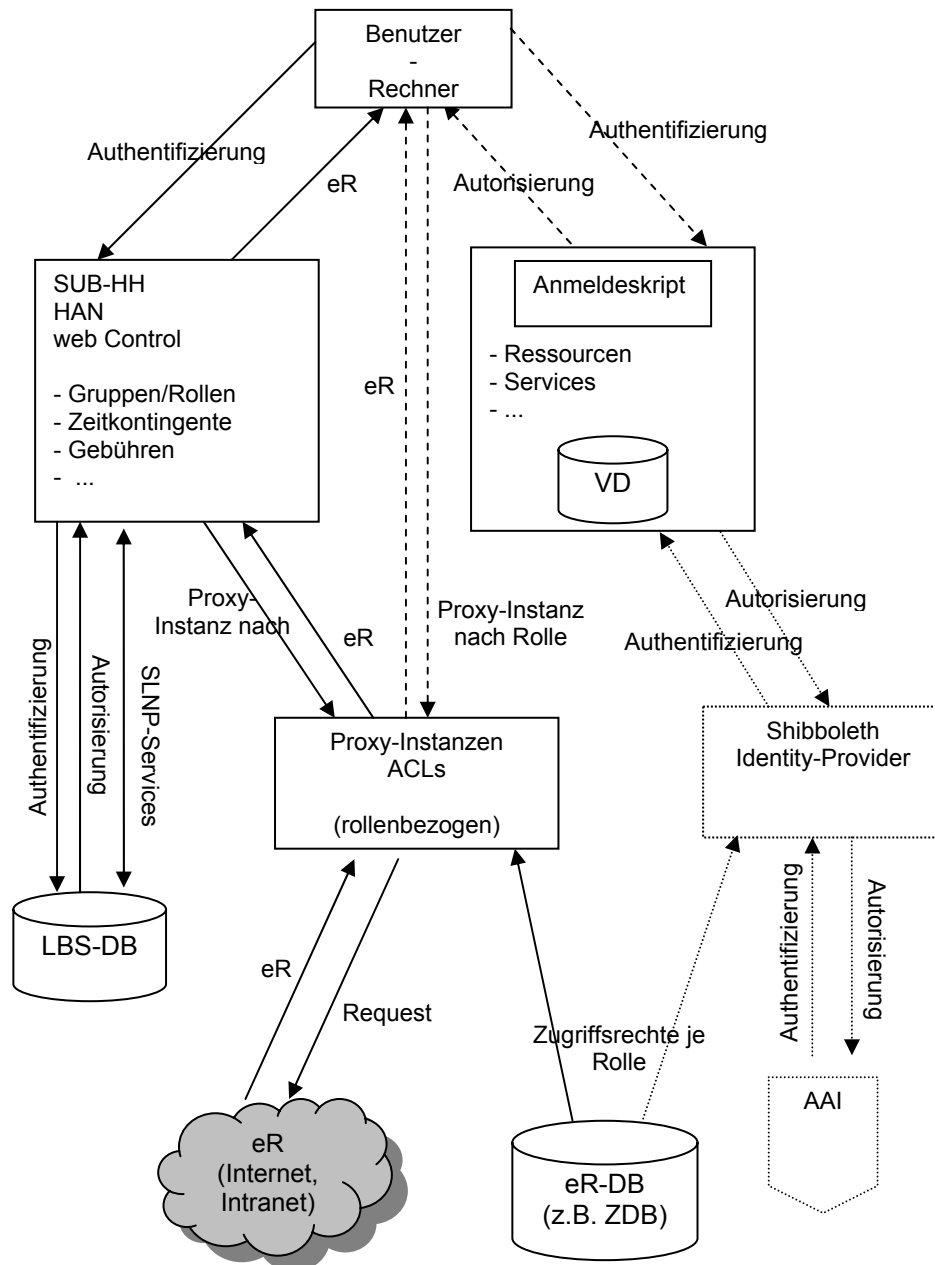 Benutzer
-
Rechner
Authentifizierung
eR
Autorisierung
Authentifizierung
SUB-HH
HAN
web Control
- Gruppen/Rollen
- Zeitkontingente
- Gebühren
- ...
eR
Anmeldeskript
- Ressourcen
- Services
- ...
VD
Proxy-
Instanz nach
eR
Proxy-Instanz
nach Rolle
Autorisierung
Authentifizierung
Authentifizierung
Autorisierung
SLNP-Services
Proxy-Instanzen
ACLs
(rollenbezogen)
Shibboleth
Identity-Provider
LBS-DB
eR
Request
Zugriffsrechte je
Rolle
Authentifizierung
Autorisierung
AAI
eR
(Internet,
Intranet)
eR-DB
(z.B. ZDB)